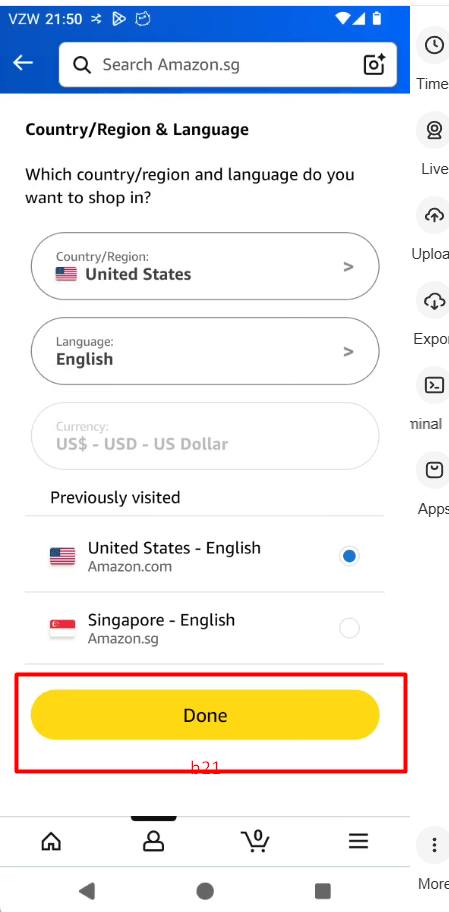 VZW 21:50
Search Amazon.sg
Country/Region & Language
Which country/region and language do you
want to shop in?
Country/Region:
United States
>
Language:
English
>
Currency:
US$ - USD - US Dollar
Previously visited
United States - English
Amazon.com
Singapore - English
Amazon.sg
Done
b21
0
Time
Live
Uploa
Expo
minal
Apps
More